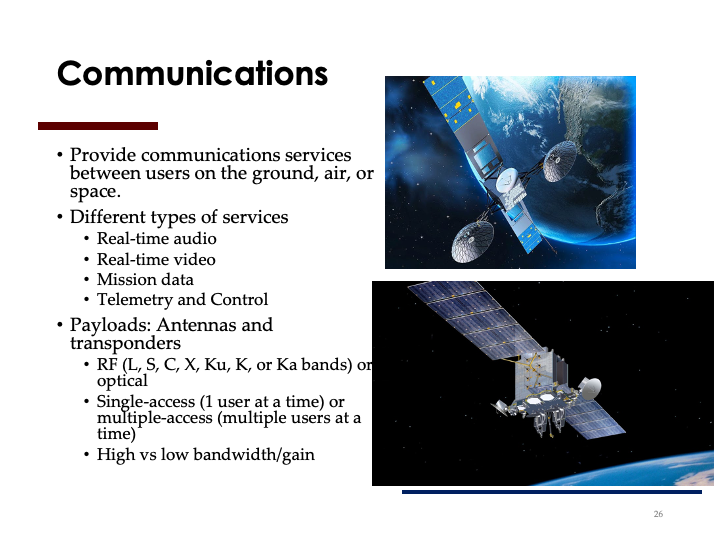 Communications
• Provide communications services
between users on the ground, air, or
space.
• Different types of services
• Real-time audio
• Real-time video
• Mission data
• Telemetry and Control
• Payloads: Antennas and
transponders
• RF (L, S, C, X, Ku, K, or Ka bands) or
optical
• Single-access (1 user at a time) or
multiple-access (multiple users at a
time)
• High vs low bandwidth/gain
26